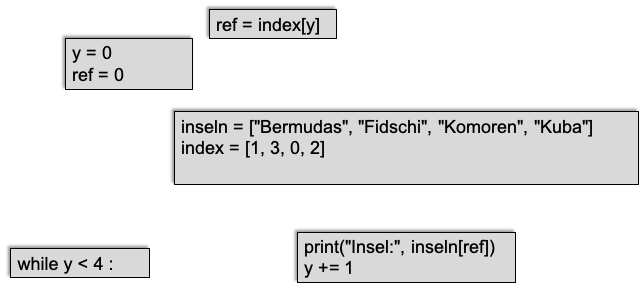 ref = index[y]
y = 0
ref = 0
inseln = ["Bermudas", "Fidschi", "Komoren", "Kuba"]
index = [1, 3, 0, 2]
print("Insel:", inseln[ref])
y += 1
while y < 4 :